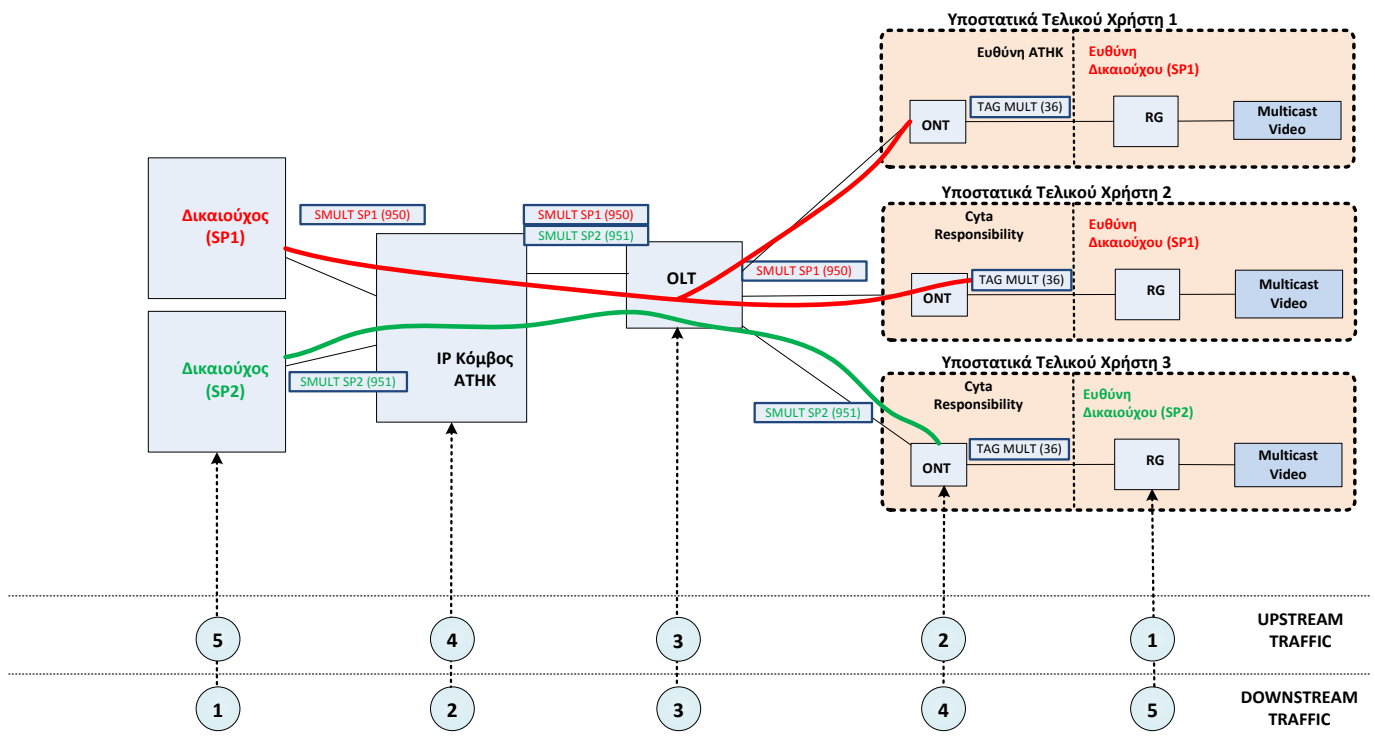 Υποστατικά Τελικού Χρήστη 1
Ευθύνη ΑΤΗΚ
Ευθύνη
Δικαιούχου (SP1)
TAG MULT (36)
ONT
RG
Multicast
Video
Υποστατικά Τελικού Χρήστη 2
Cyta
Responsibility
Ευθύνη
Δικαιούχου (SP1)
TAG MULT (36)
ONT
RG
Multicast
Video
Υποστατικά Τελικού Χρήστη 3
Cyta
Responsibility
Ευθύνη
Δικαιούχου (SP2)
TAG MULT (36)
ONT
RG
Multicast
Video
Δικαιούχος
(SP1)
SMULT SP1 (950)
SMULT SP1 (950)
SMULT SP2 (951)
OLT
SMULT SP1 (950)
Δικαιούχος
(SP2)
SMULT SP2 (951)
IP Κόμβος
ΑΤΗΚ
SMULT SP2 (951)
5
4
3
2
1
UPSTREAM
TRAFFIC
1
2
3
4
5
DOWNSTREAM
TRAFFIC